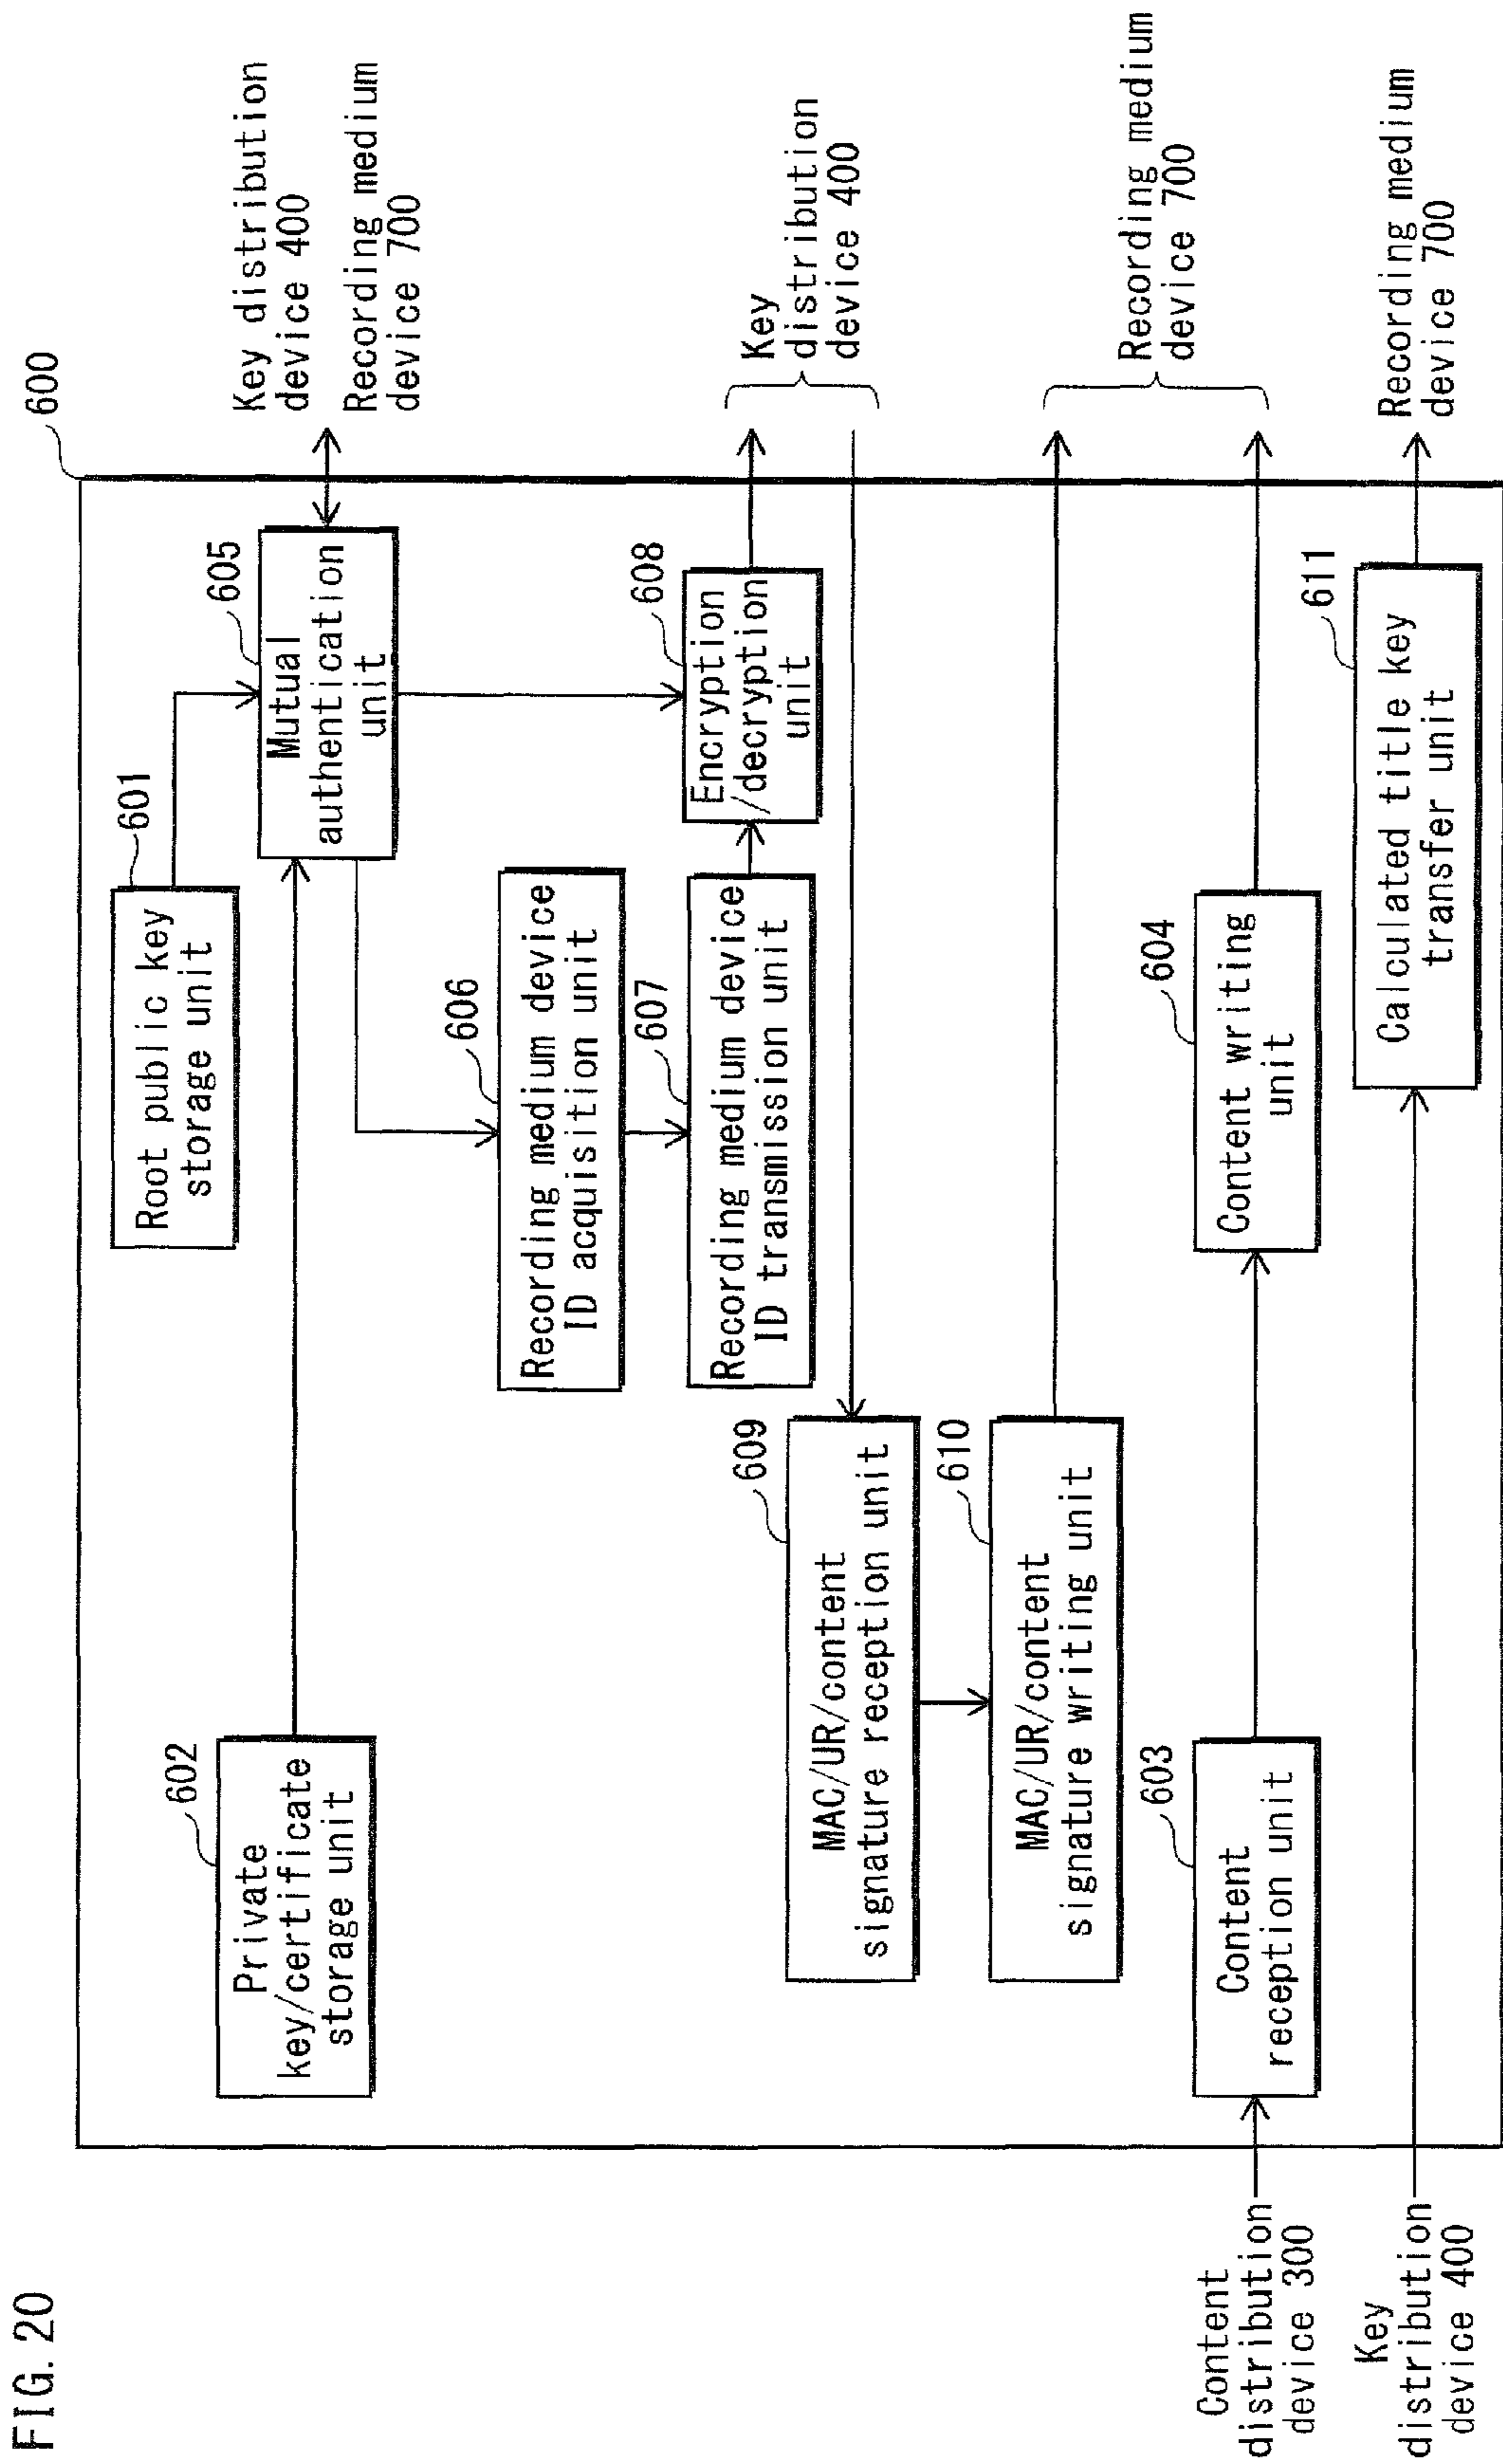 FIG. 20
600
601
Root public key
storage unit
602
Private
key/certificate
storage unit
605
Mutual
authentication
unit
Key distribution
device 400
Recording medium
device 700
606
Recording medium device
ID acquisition unit
607
Recording medium device
ID transmission unit
608
Encryption
/decryption
unit
Key
distribution
device 400
609
MAC/UR/content
signature reception unit
610
MAC/UR/content
signature writing unit
Recording medium
device 700
Content
distribution
device 300
603
Content
reception unit
604
Content writing
unit
Key
distribution
device 400
611
Calculated title key
transfer unit
Recording medium
device 700